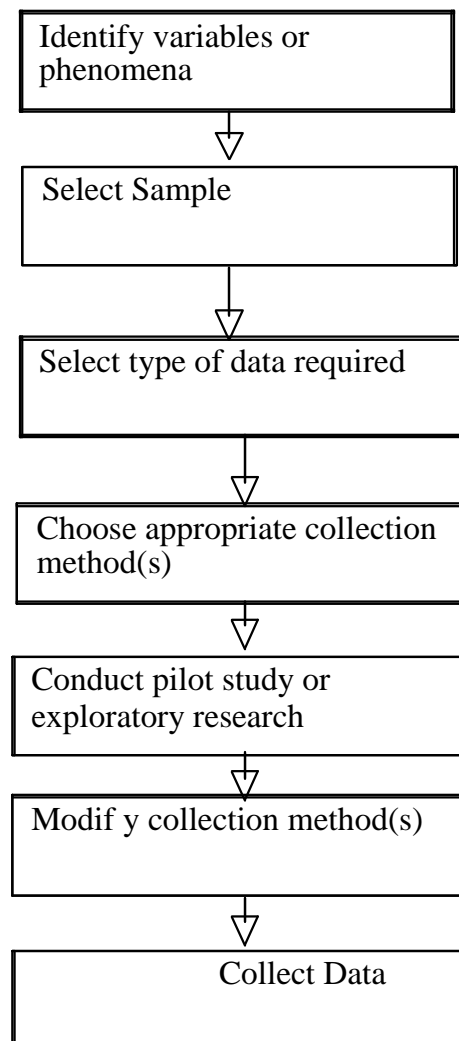 Identify variables or
phenomena
Select Sample
Select type of data required
Choose appropriate collection
method(s)
Conduct pilot study or
exploratory research
Modif y collection method(s)
Collect Data